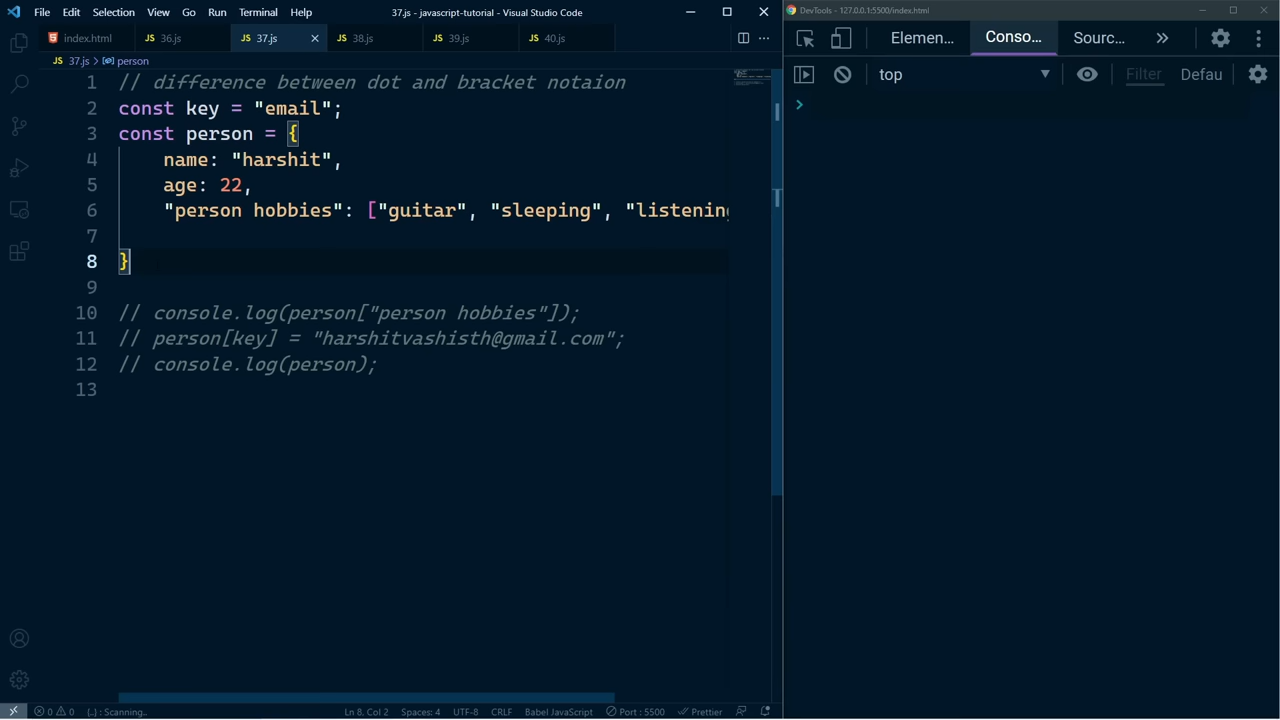 File Edit Selection View Go Run Terminal Help 37.js - javascript-tutorial - Visual Studio Code
index.html JS 36.js JS 37.js JS 38.js JS 39.js JS 40.js
JS 37.js > person
1 // difference between dot and bracket notaion
2 const key = "email";
3 const person = {
4 name: "harshit",
5 age: 22,
6 "person hobbies": ["guitar", "sleeping", "listening
7
8 }
9
10 // console.log(person["person hobbies"]);
11 // person[key] = "harshitvashisth@gmail.com";
12 // console.log(person);
13
0 0 {..} : Scanning.. Ln 8, Col 2 Spaces: 4 UTF-8 CRLF Babel JavaScript Port : 5500 Prettier
DevTools - 127.0.0.1:5500/index.html
Elemen... Conso... Sourc... »
top Filter Defau
>